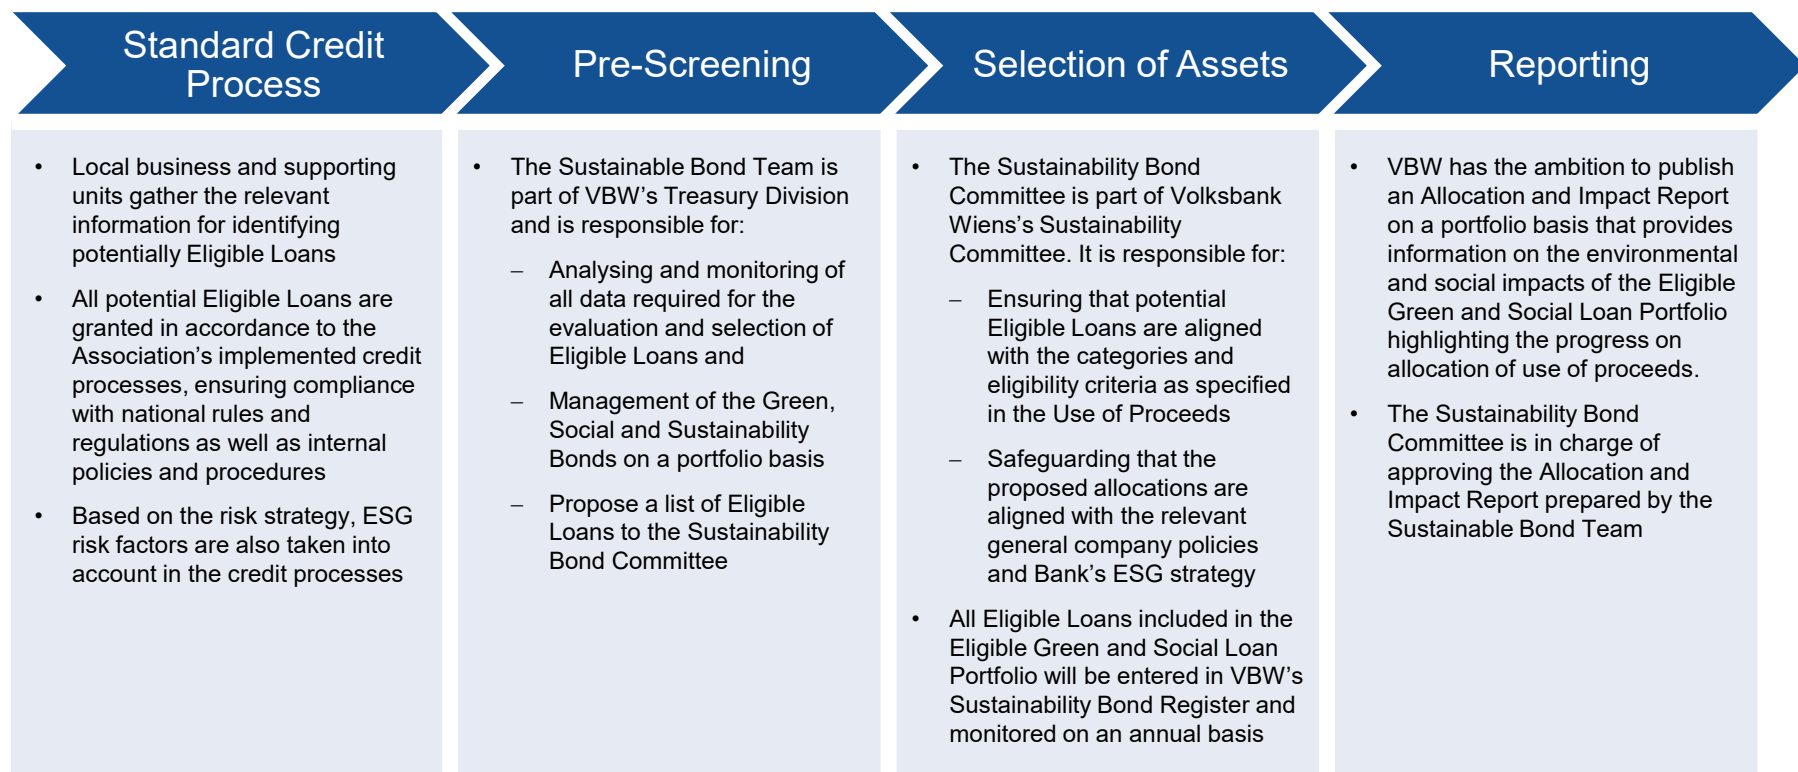 Standard Credit
Process
Pre-Screening
Selection of Assets
Reporting
• Local business and supporting
units gather the relevant
information for identifying
potentially Eligible Loans
• All potential Eligible Loans are
granted in accordance to the
Association’s implemented credit
processes, ensuring compliance
with national rules and
regulations as well as internal
policies and procedures
• Based on the risk strategy, ESG
risk factors are also taken into
account in the credit processes
• The Sustainable Bond Team is
part of VBW’s Treasury Division
and is responsible for:
– Analysing and monitoring of
all data required for the
evaluation and selection of
Eligible Loans and
– Management of the Green,
Social and Sustainability
Bonds on a portfolio basis
– Propose a list of Eligible
Loans to the Sustainability
Bond Committee
• The Sustainability Bond
Committee is part of Volksbank
Wiens’s Sustainability
Committee. It is responsible for:
– Ensuring that potential
Eligible Loans are aligned
with the categories and
eligibility criteria as specified
in the Use of Proceeds
– Safeguarding that the
proposed allocations are
aligned with the relevant
general company policies
and Bank’s ESG strategy
• All Eligible Loans included in the
Eligible Green and Social Loan
Portfolio will be entered in VBW’s
Sustainability Bond Register and
monitored on an annual basis
• VBW has the ambition to publish
an Allocation and Impact Report
on a portfolio basis that provides
information on the environmental
and social impacts of the Eligible
Green and Social Loan Portfolio
highlighting the progress on
allocation of use of proceeds.
• The Sustainability Bond
Committee is in charge of
approving the Allocation and
Impact Report prepared by the
Sustainable Bond Team